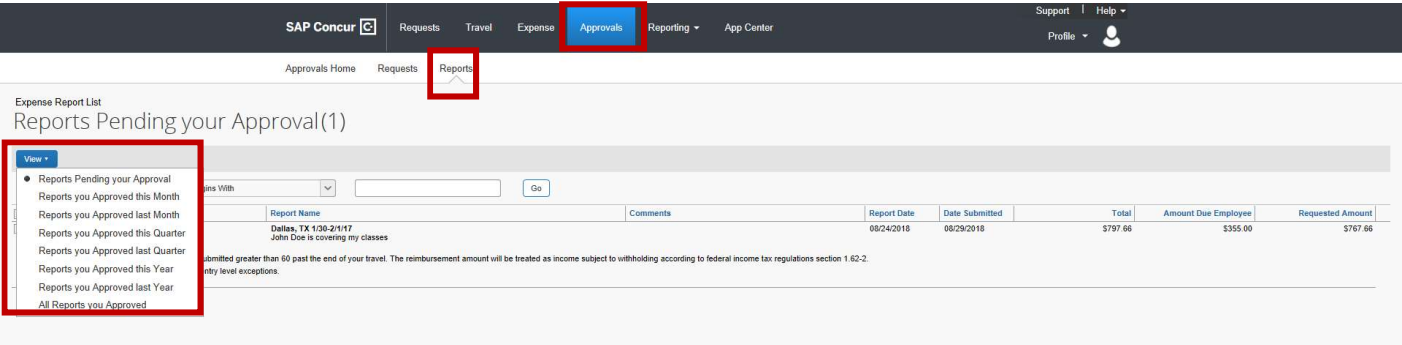 Support | Help
SAP Concur C Requests Travel Expense Approvals Reporting App Center
Profile
Approvals Home Requests Reports
Expense Report List
Reports Pending your Approval(1)
View
Reports Pending your Approval
With Go
Reports you Approved this Month
Reports you Approved last Month
Report Name Comments Report Date Date Submitted Total Amount Due Employee Requested Amount
Reports you Approved this Quarter
Dallas, TX 1/30-2/1/17 08/24/2018 08/29/2018 $797.66 $355.00 $767.66
John Doe is covering my classes
Reports you Approved last Quarter
than 60 past the end of your travel. The reimbursement amount will be treated as income subject to withholding according to federal income tax regulations section 1.62-2.
Reports you Approved this Year
level exceptions.
Reports you Approved last Year
All Reports you Approved